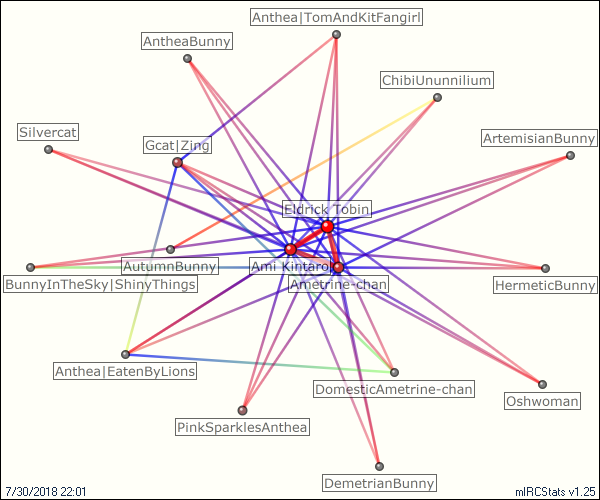 Anthea|TomAndKitFangirl
AntheaBunny
ChibiUnunnilium
Silvercat
Gcat|Zing
ArtemisianBunny
Eldrick Tobin
AutumnBunny
Ami Kintaro
BunnyInTheSky|ShinyThings
Ametrine-chan
HermeticBunny
Anthea|EatenByLions
DomesticAmetrine-chan
Oshwoman
PinkSparklesAnthea
DemetrianBunny
7/30/2018 22:01
mIRCStats v1.25